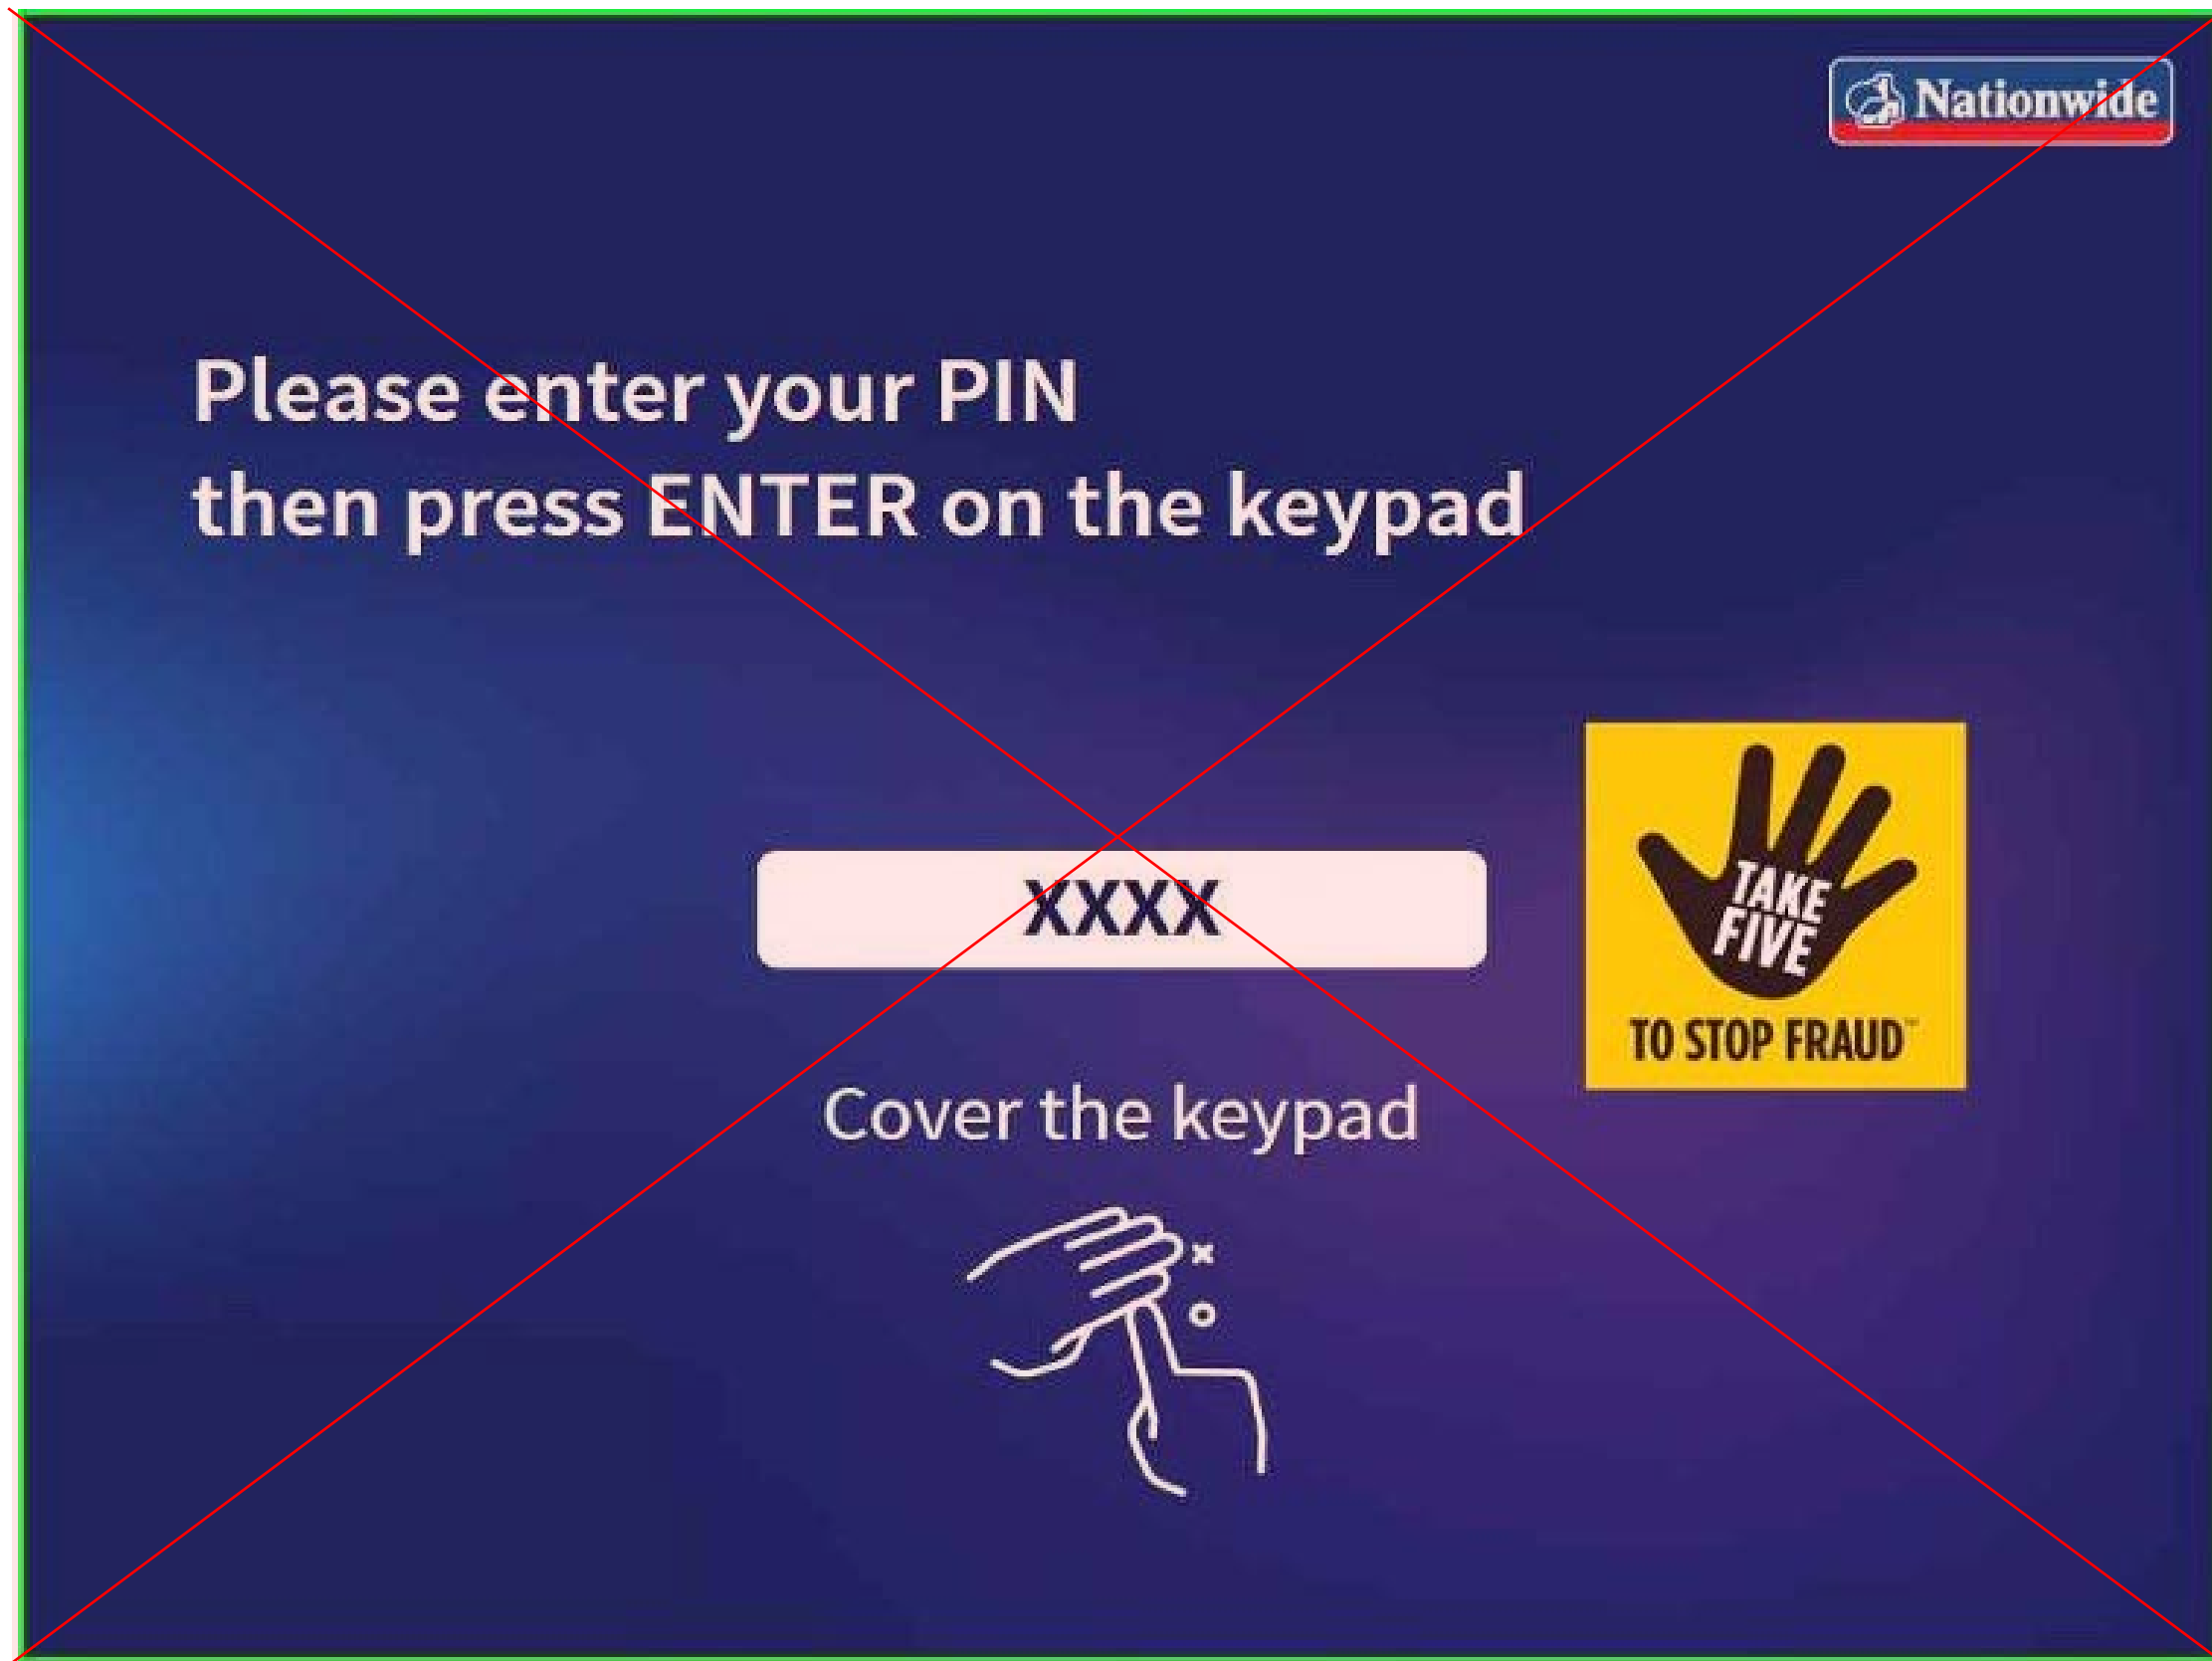 Nationwide
Please enter your PIN
then press ENTER on the keypad
XXXX
TAKE
FIVE
TO STOP FRAUD™
Cover the keypad